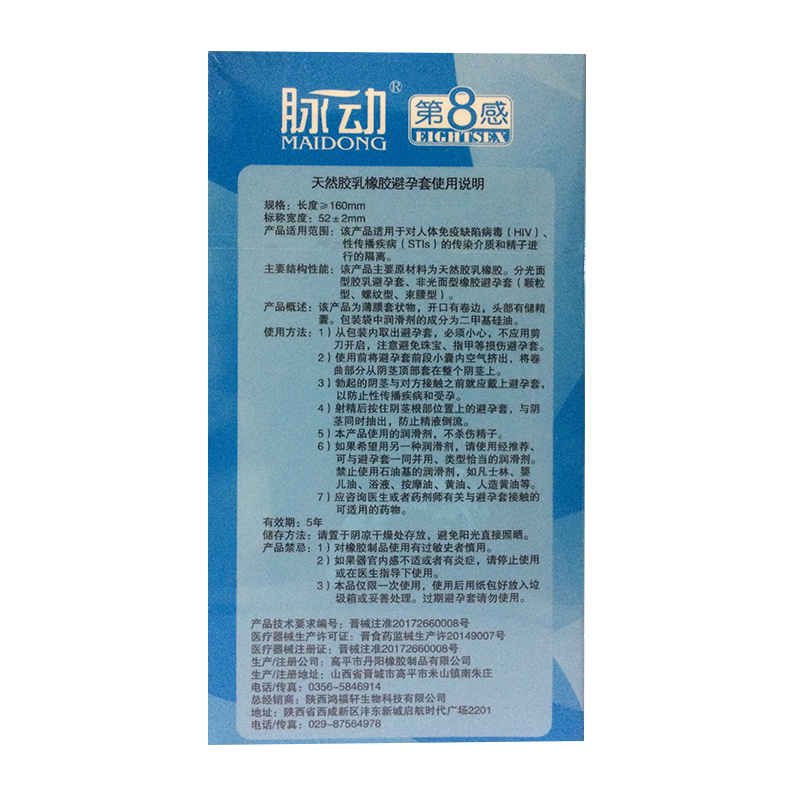 脉动®
MAIDONG
第8感
EIGHTSEX
天然胶乳橡胶避孕套使用说明
规格：长度≥160mm
标称宽度：52±2mm
产品适用范围：该产品适用于对人体免疫缺陷病毒（HIV）、
性传播疾病（STIs）的传染介质和精子进
行的隔离。
主要结构性能：该产品主要原材料为天然胶乳橡胶。分光面
型胶乳避孕套、非光面型橡胶避孕套（颗粒
型、螺纹型、束腰型）。
产品概述：该产品为薄膜套状物，开口有卷边，头部有储精
囊。包装袋中润滑剂的成分为二甲基硅油。
使用方法：1）从包装内取出避孕套，必须小心，不应用剪
刀开启，注意避免珠宝、指甲等损伤避孕套。
2）使用前将避孕套前段小囊内空气挤出，将卷
曲部分从阴茎顶部套在整个阴茎上。
3）勃起的阴茎与对方接触之前就应戴上避孕套，
以防止性传播疾病和受孕。
4）射精后按住阴茎根部位置上的避孕套，与阴
茎同时抽出，防止精液倒流。
5）本产品使用的润滑剂，不杀伤精子。
6）如果希望用另一种润滑剂，请使用经推荐、
可与避孕套一同并用、类型恰当的润滑剂。
禁止使用石油基的润滑剂，如凡士林、婴
儿油、浴液、按摩油、黄油、人造黄油等。
7）应咨询医生或者药剂师有关与避孕套接触的
可适用的药物。
有效期：5年
储存方法：请置于阴凉干燥处存放，避免阳光直接照晒。
产品禁忌：1）对橡胶制品使用有过敏史者慎用。
2）如果器官内感不适或者有炎症，请停止使用
或在医生指导下使用。
3）本品仅限一次使用，使用后用纸包好放入垃
圾箱或妥善处理。过期避孕套请勿使用。
产品技术要求编号：晋械注准20172660008号
医疗器械生产许可证：晋食药监械生产许20149007号
医疗器械注册证：晋械注准20172660008号
生产/注册公司：高平市丹阳橡胶制品有限公司
生产/注册地址：山西省晋城市高平市米山镇南朱庄
电话/传真：0356-5846914
总经销商：陕西鸿福轩生物科技有限公司
地址：陕西省西咸新区沣东新城启航时代广场2201
电话/传真：029-87564978